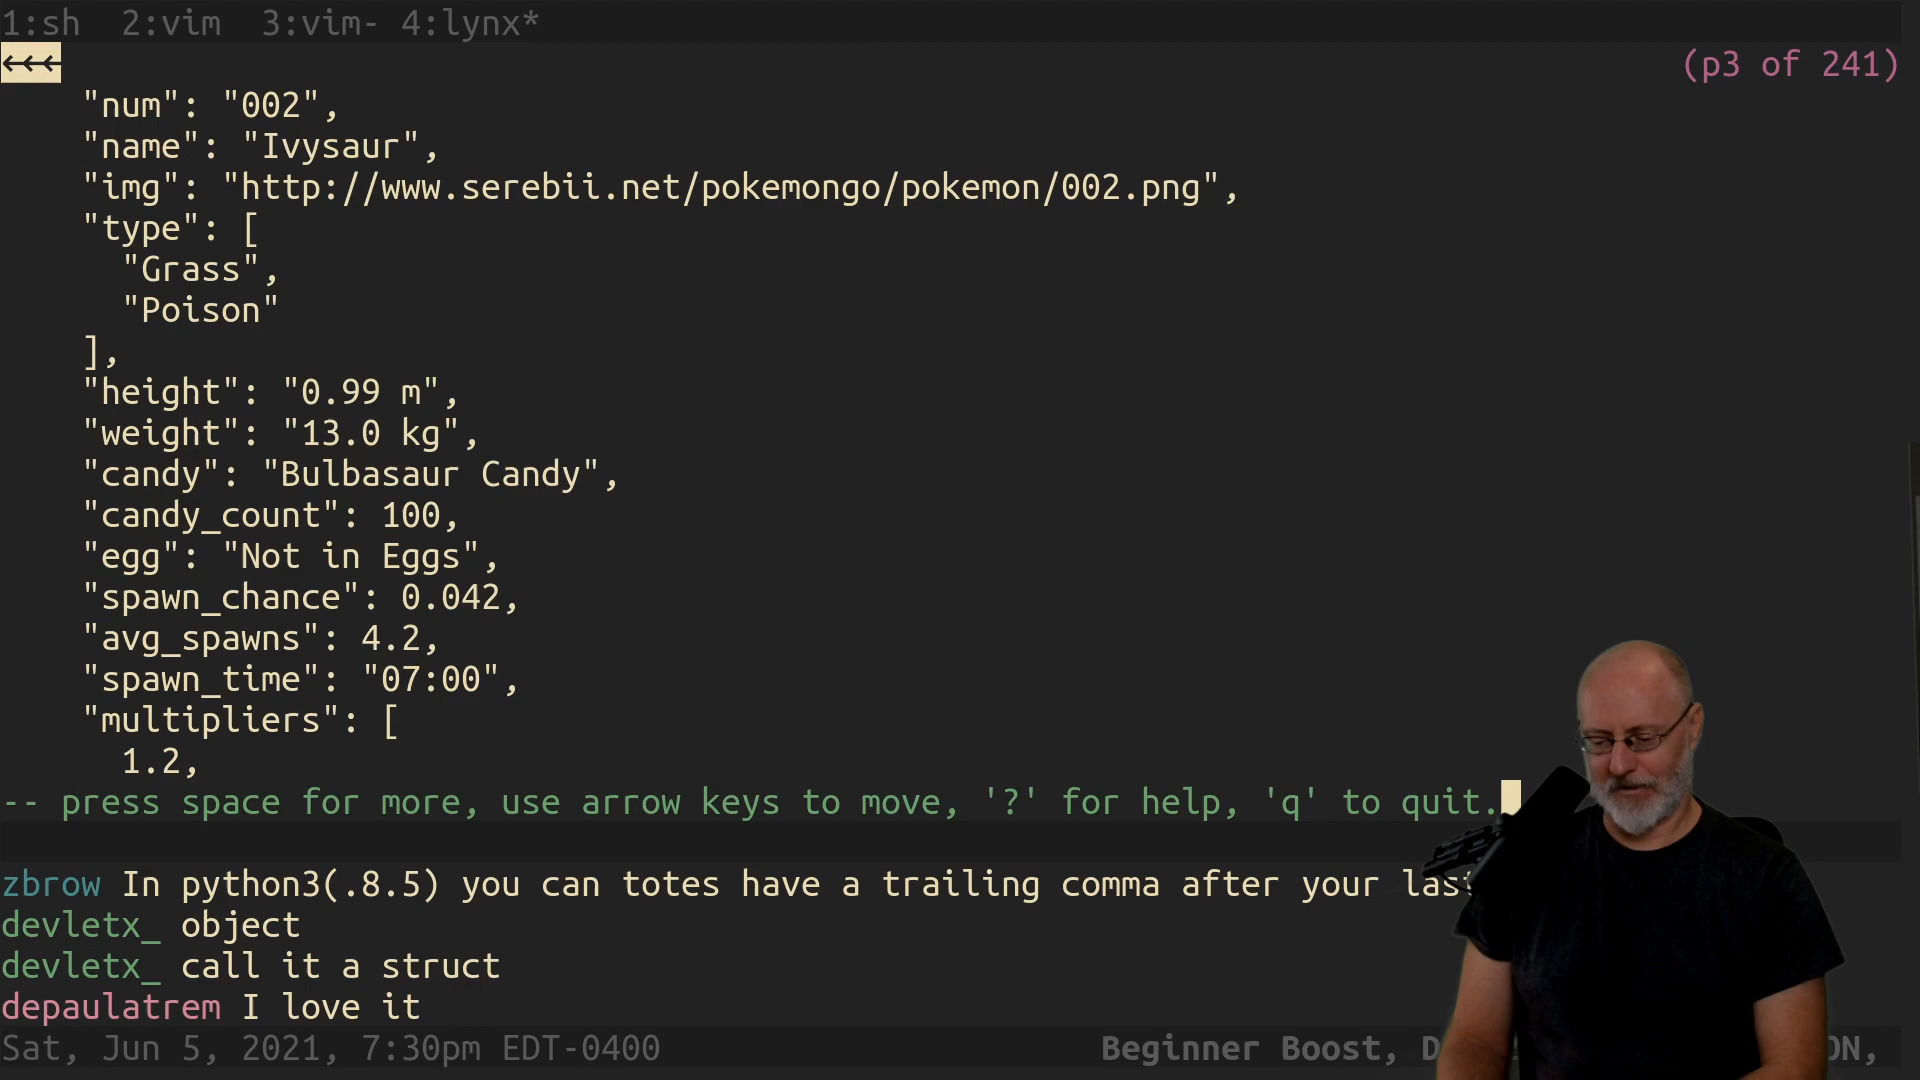 1:sh  2:vim  3:vim- 4:lynx*
←←← (p3 of 241)
"num": "002",
"name": "Ivysaur",
"img": "http://www.serebii.net/pokemongo/pokemon/002.png",
"type": [
"Grass",
"Poison"
],
"height": "0.99 m",
"weight": "13.0 kg",
"candy": "Bulbasaur Candy",
"candy_count": 100,
"egg": "Not in Eggs",
"spawn_chance": 0.042,
"avg_spawns": 4.2,
"spawn_time": "07:00",
"multipliers": [
1.2,
-- press space for more, use arrow keys to move, '?' for help, 'q' to quit.
zbrow In python3(.8.5) you can totes have a trailing comma after your last
devletx_ object
devletx_ call it a struct
depaulatrem I love it
Sat, Jun 5, 2021, 7:30pm EDT-0400 Beginner Boost,